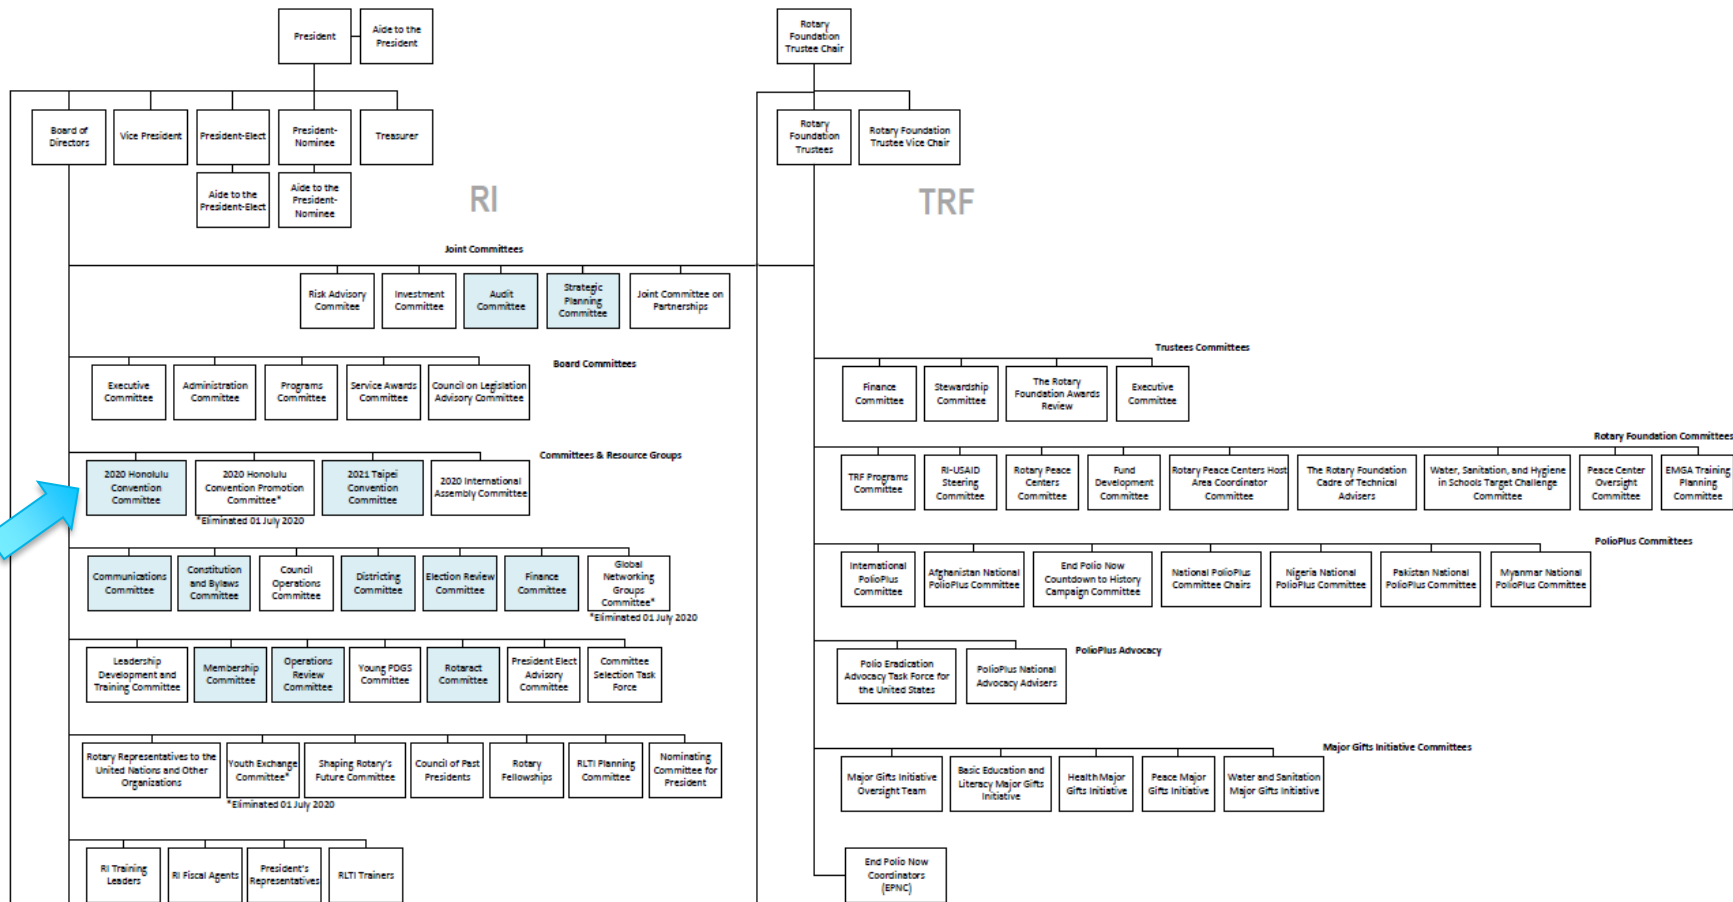 President
Aide to the
President
Rotary
Foundation
Trustee Chair
Board of
Directors
Vice President
President-Elect
President-
Nominee
Treasurer
Rotary
Foundation
Trustees
Rotary Foundation
Trustee Vice Chair
Aide to the
President-Elect
Aide to the
President-
Nominee
RI
TRF
Joint Committees
Risk Advisory
Commitee
Investment
Committee
Audit
Committee
Strategic
Planning
Committee
Joint Committee on
Partnerships
Board Committees
Executive
Committee
Administration
Committee
Programs
Committee
Service Awards
Committee
Council on Legislation
Advisory Committee
Trustees Committees
Finance
Committee
Stewardship
Committee
The Rotary
Foundation Awards
Review
Executive
Committee
Committees & Resource Groups
2020 Honolulu
Convention
Committee
2020 Honolulu
Convention Promotion
Committee*
2021 Taipei
Convention
Committee
2020 International
Assembly Committee
*Eliminated 01 July 2020
Rotary Foundation Committees
TRF Programs
Committee
RI-USAID
Steering
Committee
Rotary Peace
Centers
Committee
Fund
Development
Committee
Rotary Peace Centers Host
Area Coordinator
Committee
The Rotary Foundation
Cadre of Technical
Advisers
Water, Sanitation, and Hygiene
in Schools Target Challenge
Committee
Peace Center
Oversight
Committee
EMGA Training
Planning
Committee
Communications
Committee
Constitution
and Bylaws
Committee
Council
Operations
Committee
Districting
Committee
Election Review
Committee
Finance
Committee
Global
Networking
Groups
Committee*
*Eliminated 01 July 2020
PolioPlus Committees
International
PolioPlus
Committee
Afghanistan National
PolioPlus Committee
End Polio Now
Countdown to History
Campaign Committee
National PolioPlus
Committee Chairs
Nigeria National
PolioPlus Committee
Pakistan National
PolioPlus Committee
Myanmar National
PolioPlus Committee
Leadership
Development and
Training Committee
Membership
Committee
Operations
Review
Committee
Young PDGS
Committee
Rotaract
Committee
President Elect
Advisory
Committee
Committee
Selection Task
Force
PolioPlus Advocacy
Polio Eradication
Advocacy Task Force for
the United States
PolioPlus National
Advocacy Advisers
Rotary Representatives to the
United Nations and Other
Organizations
Youth Exchange
Committee*
Shaping Rotary's
Future Committee
Council of Past
Presidents
Rotary
Fellowships
RLTI Planning
Committee
Nominating
Committee for
President
*Eliminated 01 July 2020
Major Gifts Initiative Committees
Major Gifts Initiative
Oversight Team
Basic Education and
Literacy Major Gifts
Initiative
Health Major
Gifts Initiative
Peace Major
Gifts Initiative
Water and Sanitation
Major Gifts Initiative
RI Training
Leaders
RI Fiscal Agents
President's
Representatives
RLTI Trainers
End Polio Now
Coordinators
(EPNC)